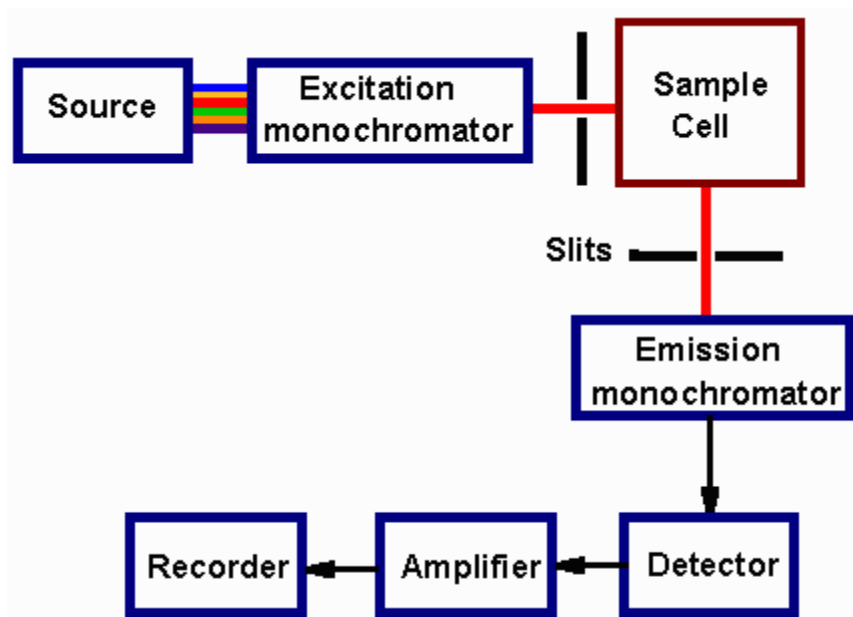 Source
Excitation
monochromator
Sample
Cell
Slits
Emission
monochromator
Recorder
Amplifier
Detector